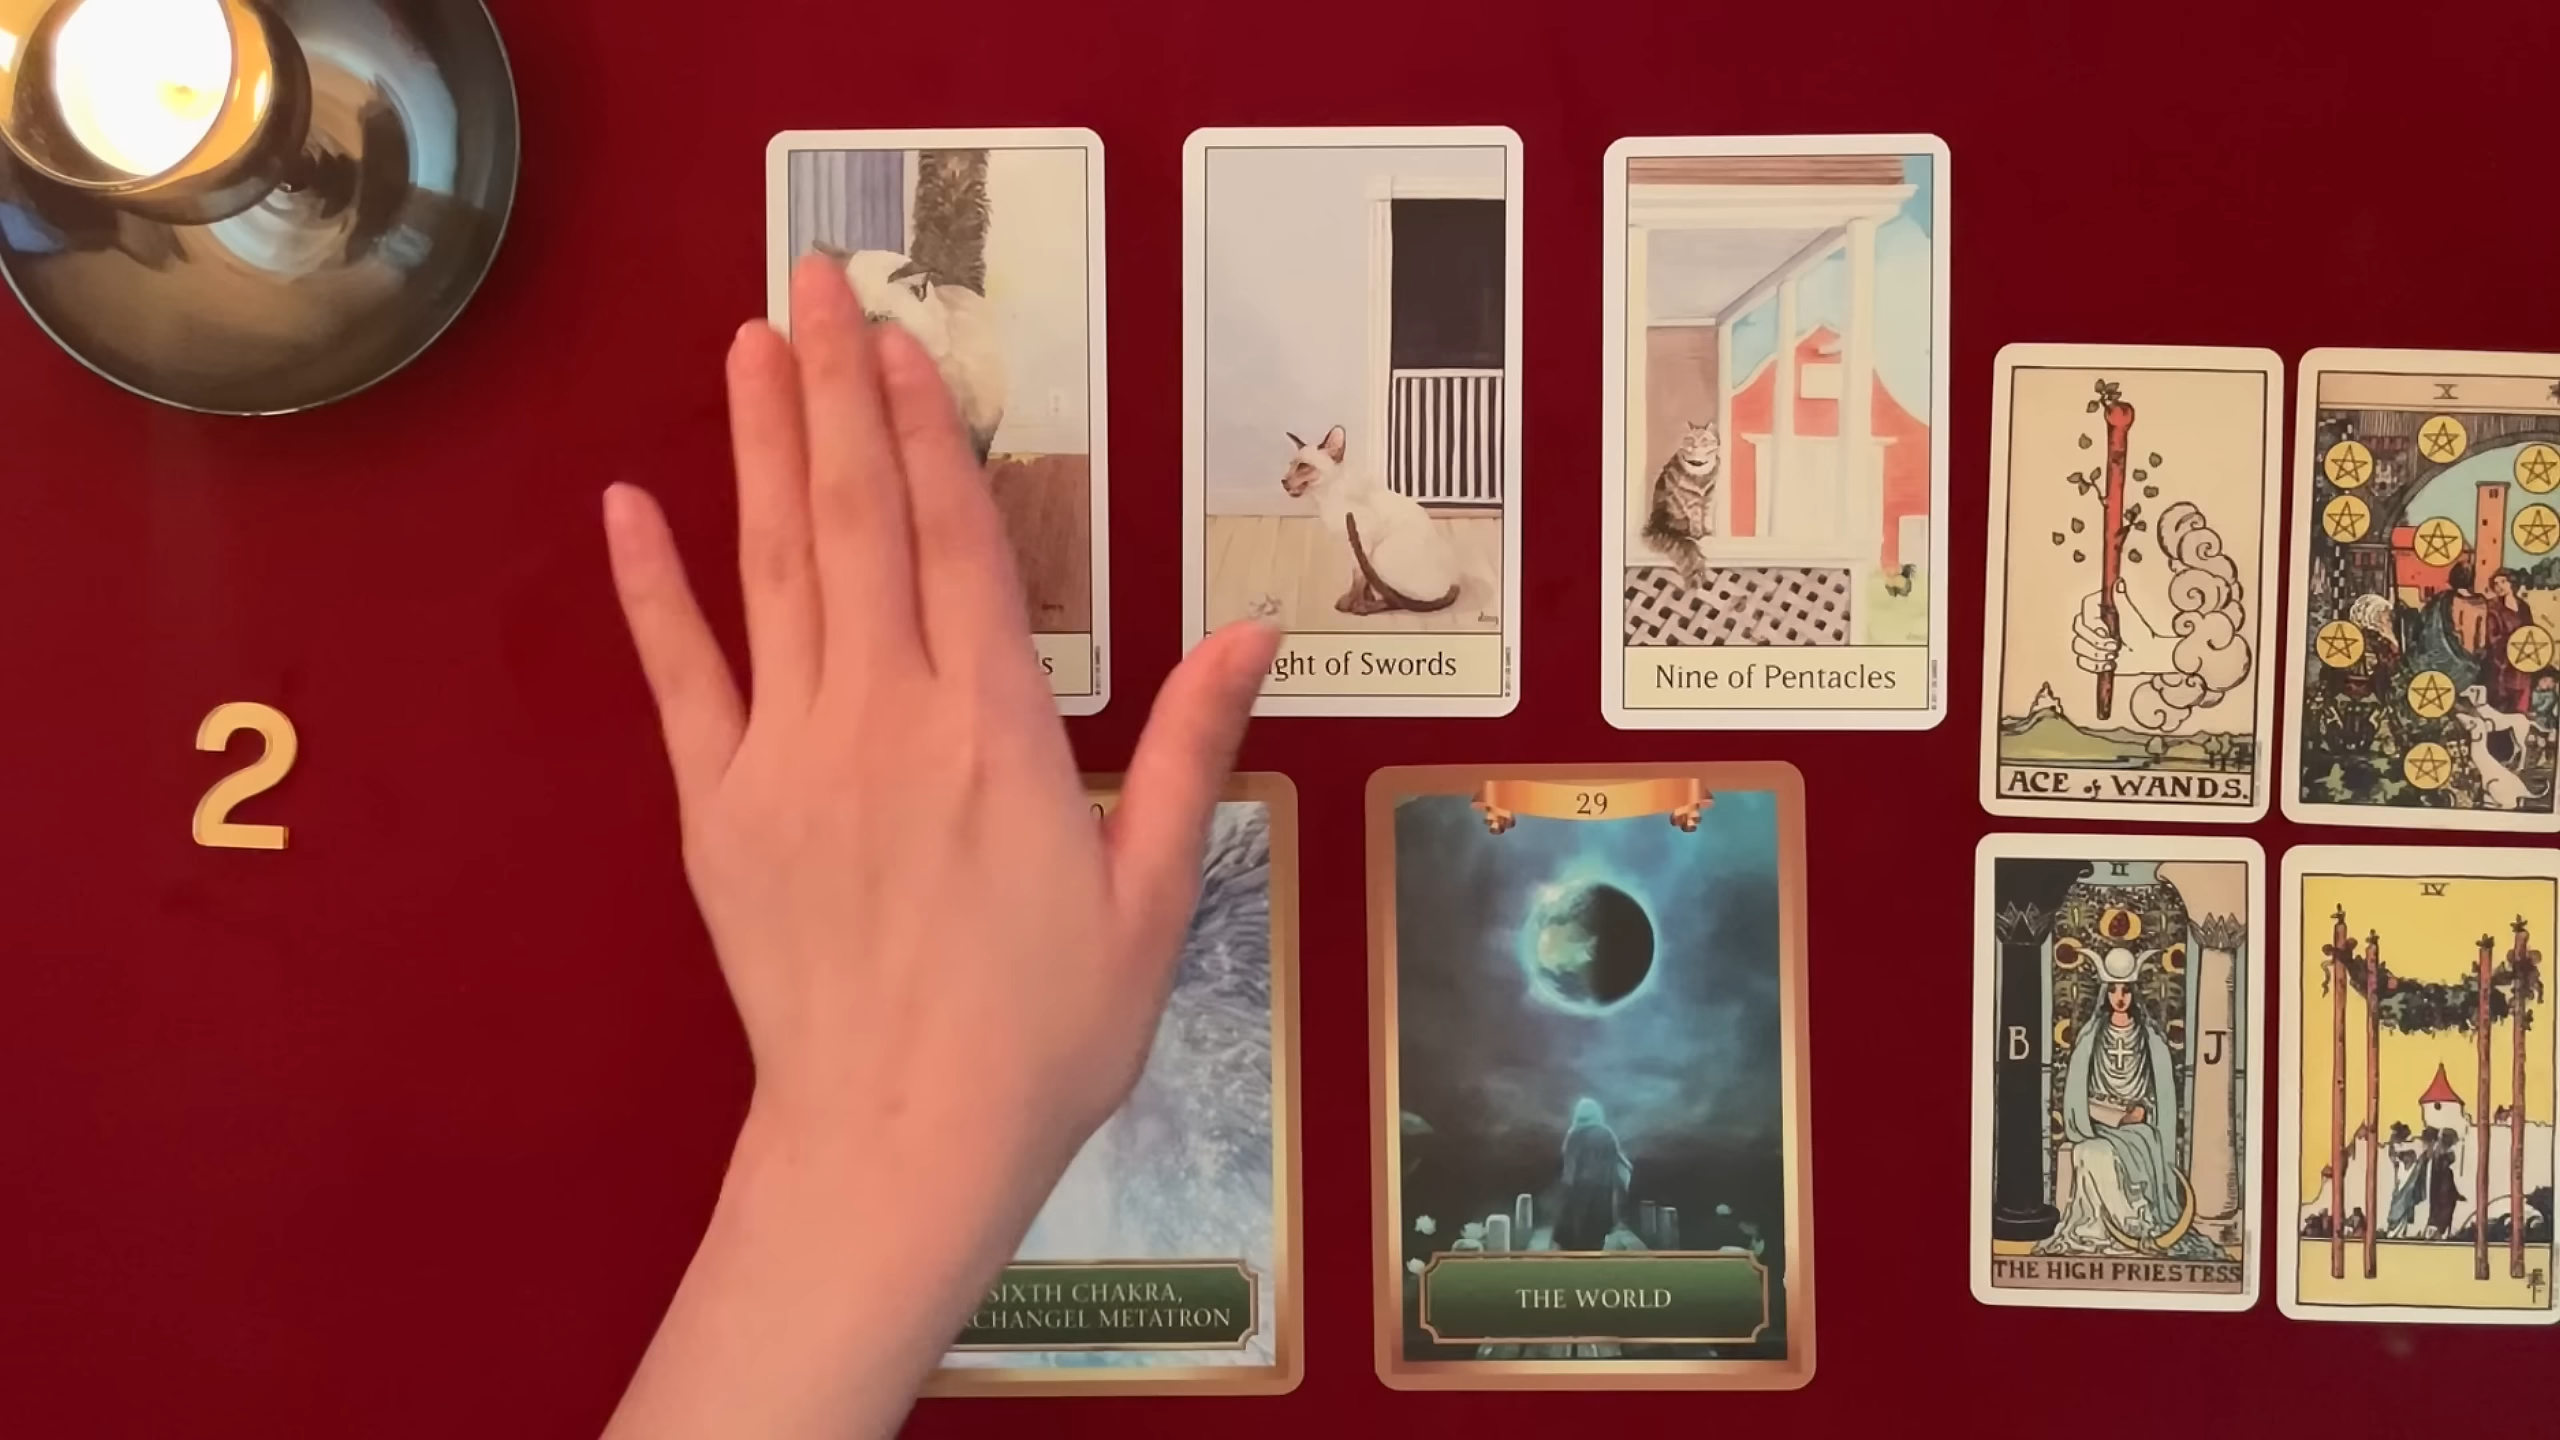 2
ight of Swords
Nine of Pentacles
ACE of WANDS.
X
29
SIXTH CHAKRA,
CHANGEL METATRON
THE WORLD
II
B
J
THE HIGH PRIESTESS
IV